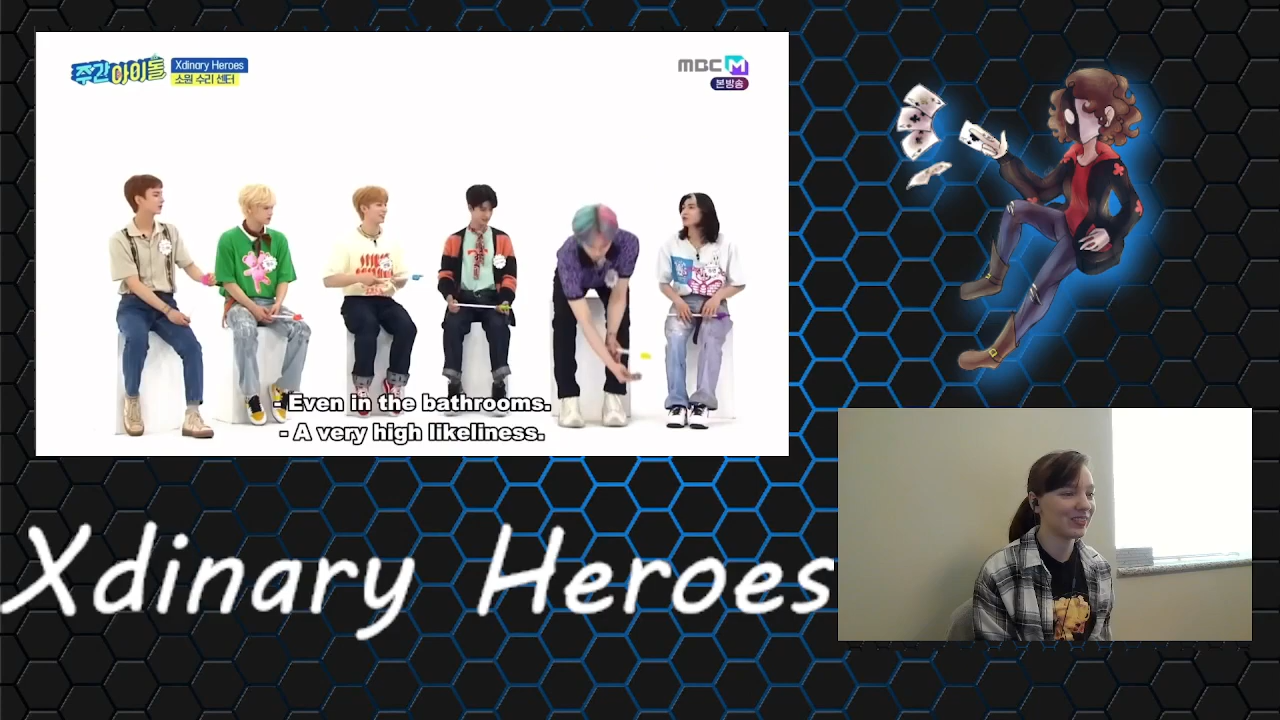 주간아이돌
Xdinary Heroes
소원 수리 센터
MBC M
본방송
- Even in the bathrooms.
- A very high likeliness.
Xdinary Heroes